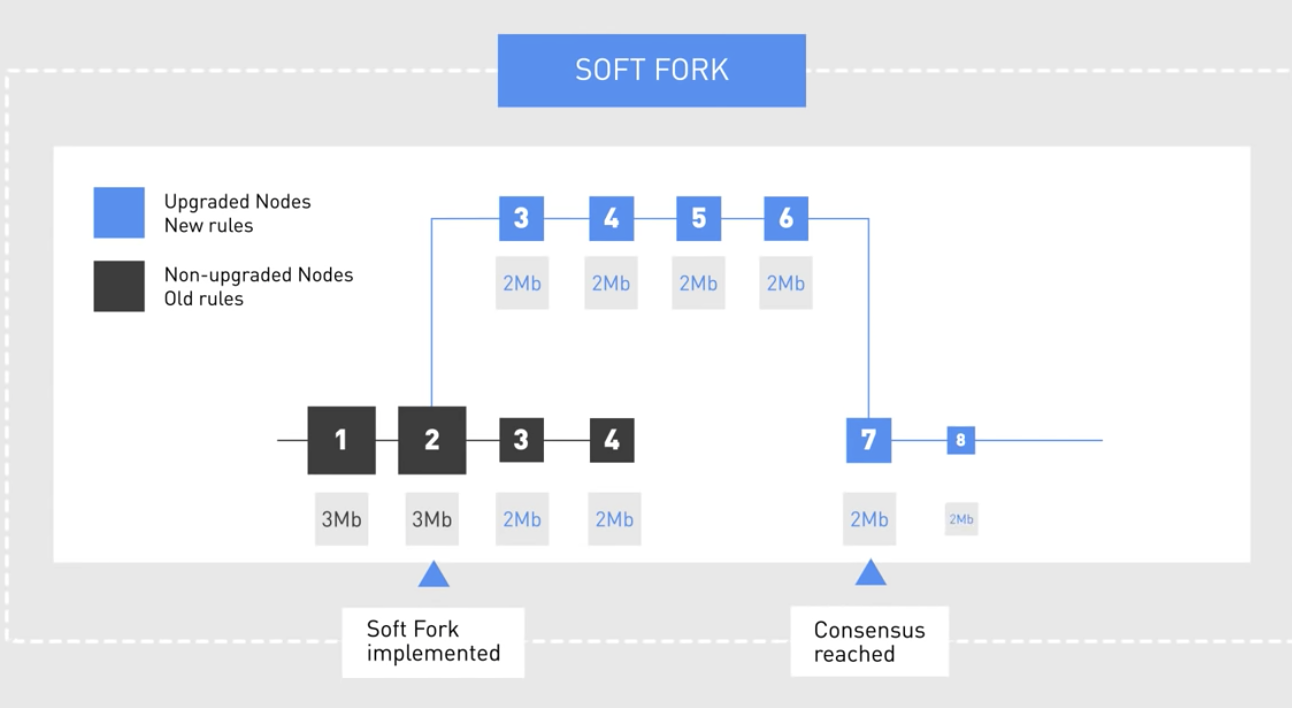 SOFT FORK
Upgraded Nodes
New rules
Non-upgraded Nodes
Old rules
3 4 5 6
2Mb 2Mb 2Mb 2Mb
1 2 3 4 7 8
3Mb 3Mb 2Mb 2Mb 2Mb 2Mb
Soft Fork
implemented
Consensus
reached